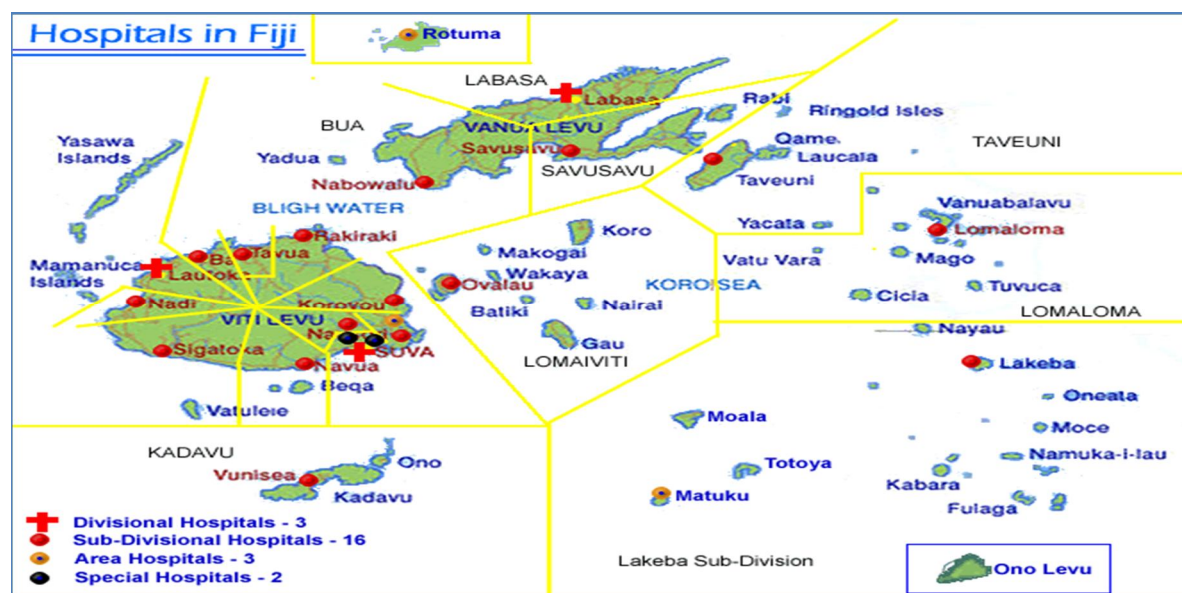 Hospitals in Fiji
Rotuma
LABASA
Labasa
BUA
VANUA LEVU
Rabi
Ringold Isles
Yasawa
Islands
Yadua
Savusavu
Qame
Laucala
TAVEUNI
SAVUSAVU
Nabowalu
Taveuni
BLIGH WATER
Vanuabalavu
Koro
Yacata
Lomaloma
Rakiraki
Makogai
Tavua
Ba
Vatu Vara
Mago
Mamanuca
Islands
Lautoka
Wakaya
Ovalau
KOROISEA
Tuvuca
Cicia
Nadi
Korovou
Batiki
Nairai
LOMALOMA
VITI LEVU
Nayau
SUVA
Gau
Sigatoka
LOMAIVITI
Navua
Lakeba
Beqa
Oneata
Vatuleie
Moala
Moce
KADAVU
Ono
Namuka-i-lau
Vunisea
Totoya
Kabara
Kadavu
Matuku
Fulaga
Divisional Hospitals - 3
Sub-Divisional Hospitals - 16
Area Hospitals - 3
Special Hospitals - 2
Lakeba Sub-Division
Ono Levu